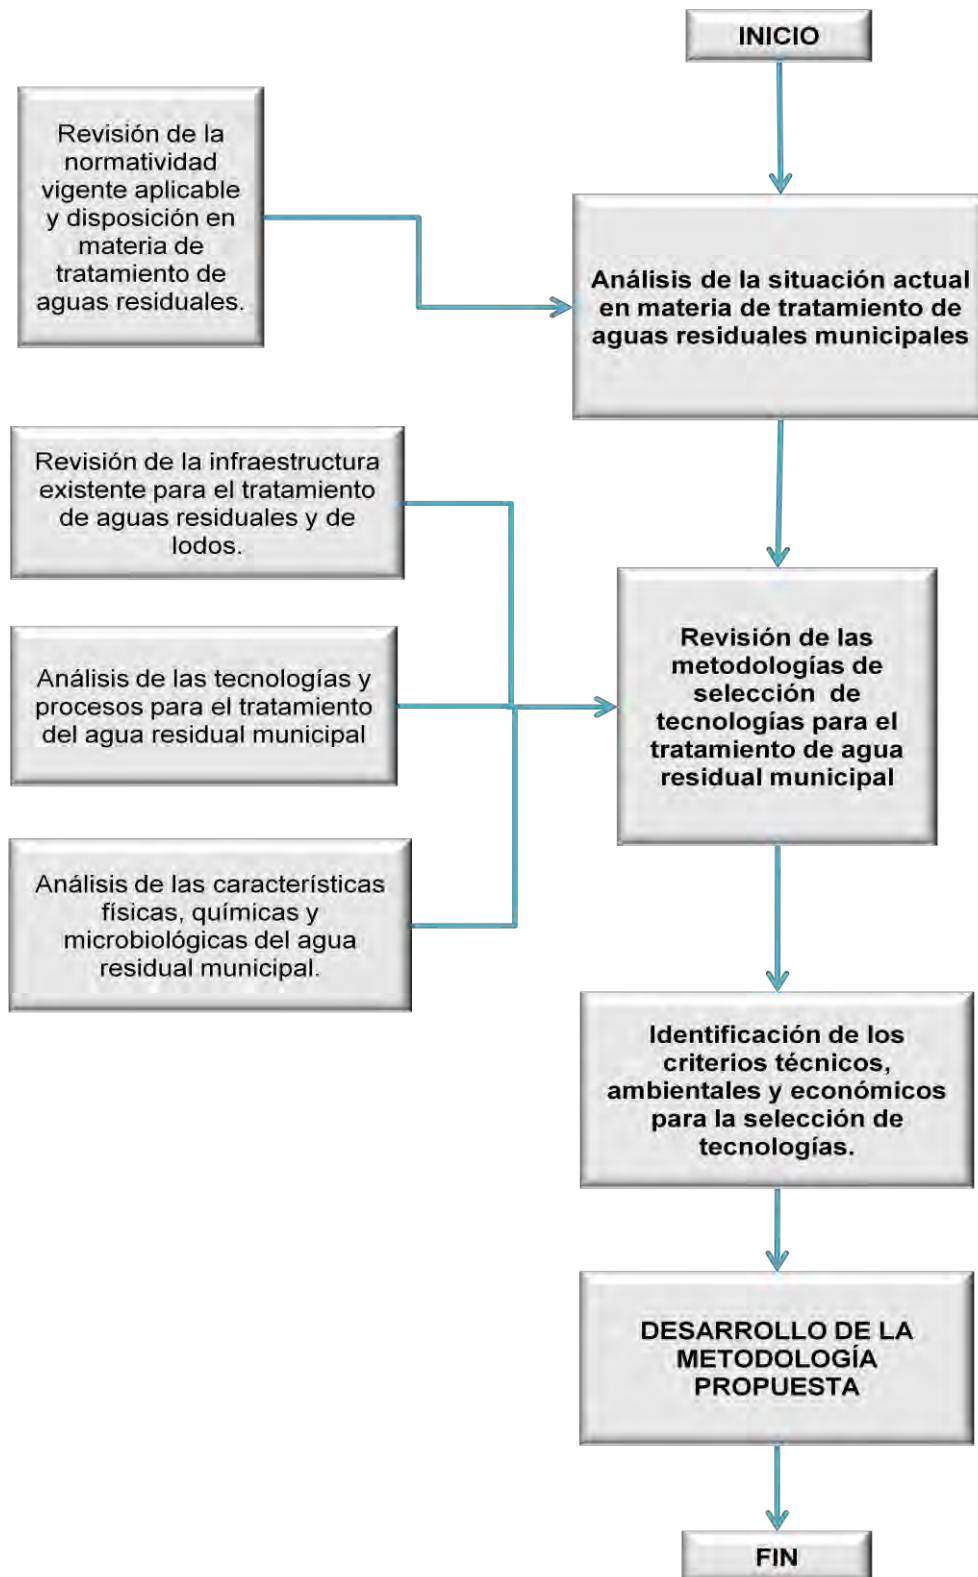 INICIO
Revisión de la
normatividad
vigente aplicable
y disposición en
materia de
tratamiento de
aguas residuales.
Análisis de la situación actual
en materia de tratamiento de
aguas residuales municipales
Revisión de la infraestructura
existente para el tratamiento
de aguas residuales y de
lodos.
Análisis de las tecnologías y
procesos para el tratamiento
del agua residual municipal
Análisis de las características
físicas, químicas y
microbiológicas del agua
residual municipal.
Revisión de las
metodologías de
selección de
tecnologías para el
tratamiento de agua
residual municipal
Identificación de los
criterios técnicos,
ambientales y económicos
para la selección de
tecnologías.
DESARROLLO DE LA
METODOLOGÍA
PROPUESTA
FIN